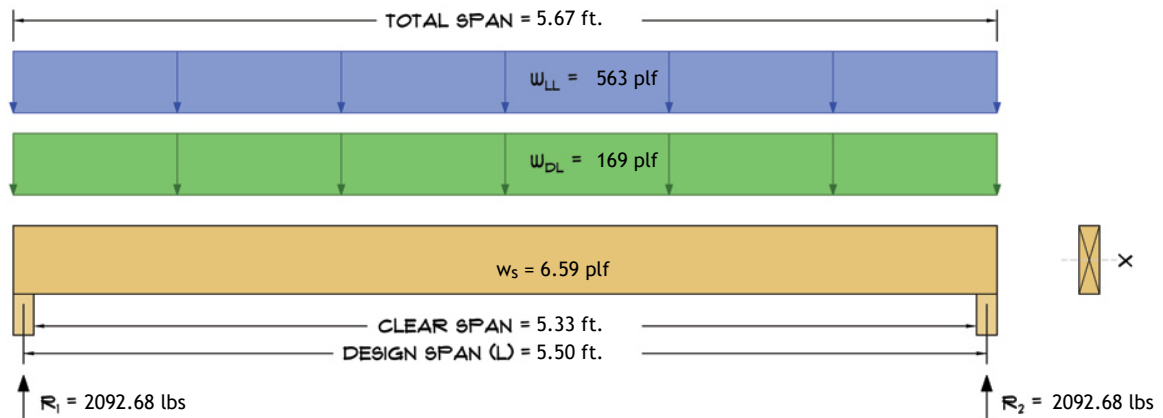 TOTAL SPAN = 5.67 ft.
wLL = 563 plf
wDL = 169 plf
ws = 6.59 plf
X
CLEAR SPAN = 5.33 ft.
DESIGN SPAN (L) = 5.50 ft.
R1 = 2092.68 lbs
R2 = 2092.68 lbs